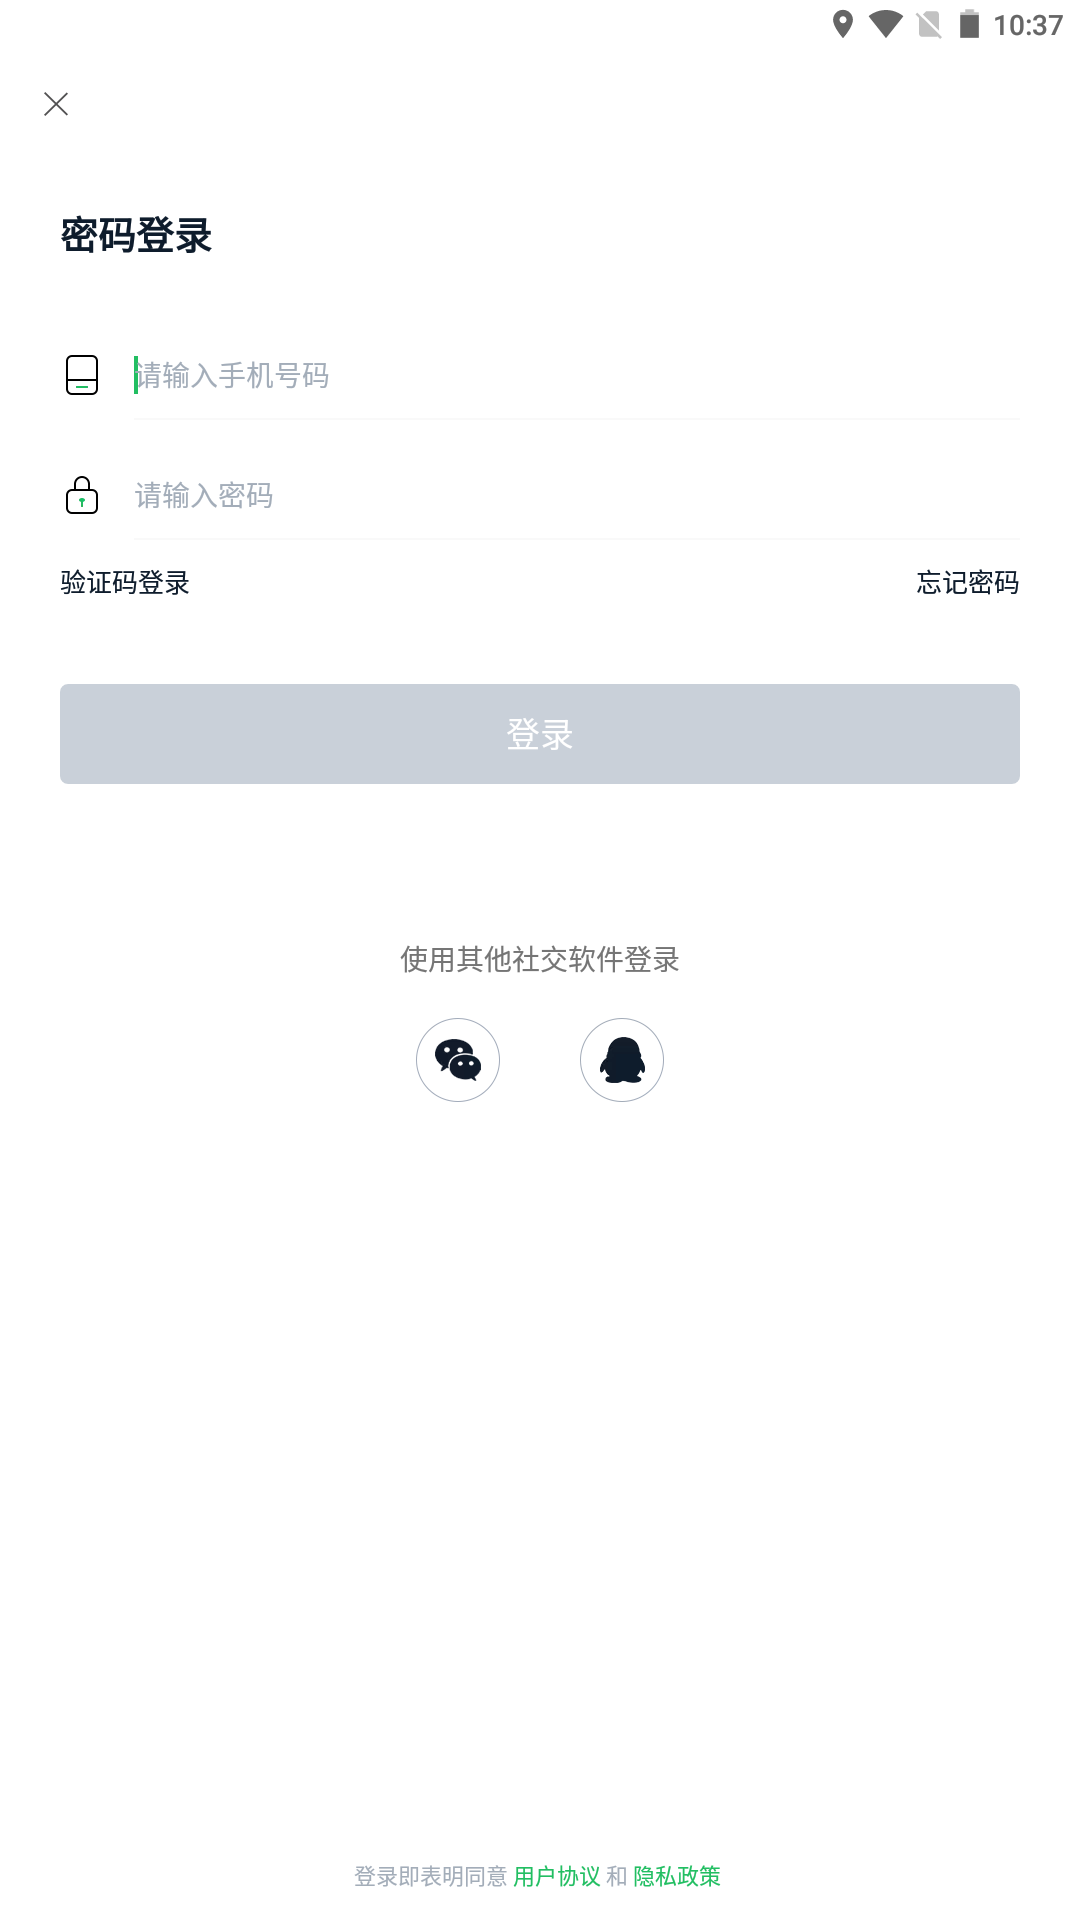 10:37
密码登录
请输入手机号码
请输入密码
验证码登录 忘记密码
登录
使用其他社交软件登录
登录即表明同意 用户协议 和 隐私政策